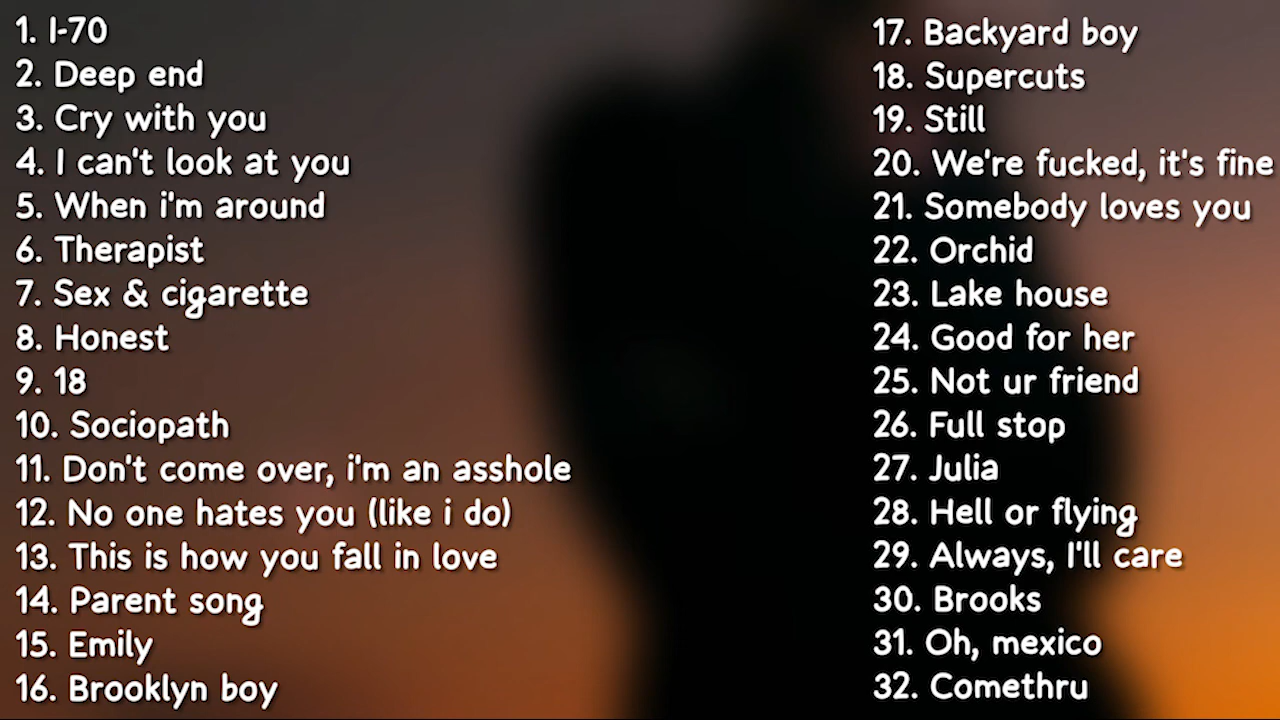 1. I-70
2. Deep end
3. Cry with you
4. I can't look at you
5. When i'm around
6. Therapist
7. Sex & cigarette
8. Honest
9. 18
10. Sociopath
11. Don't come over, i'm an asshole
12. No one hates you (like i do)
13. This is how you fall in love
14. Parent song
15. Emily
16. Brooklyn boy
17. Backyard boy
18. Supercuts
19. Still
20. We're fucked, it's fine
21. Somebody loves you
22. Orchid
23. Lake house
24. Good for her
25. Not ur friend
26. Full stop
27. Julia
28. Hell or flying
29. Always, I'll care
30. Brooks
31. Oh, mexico
32. Comethru